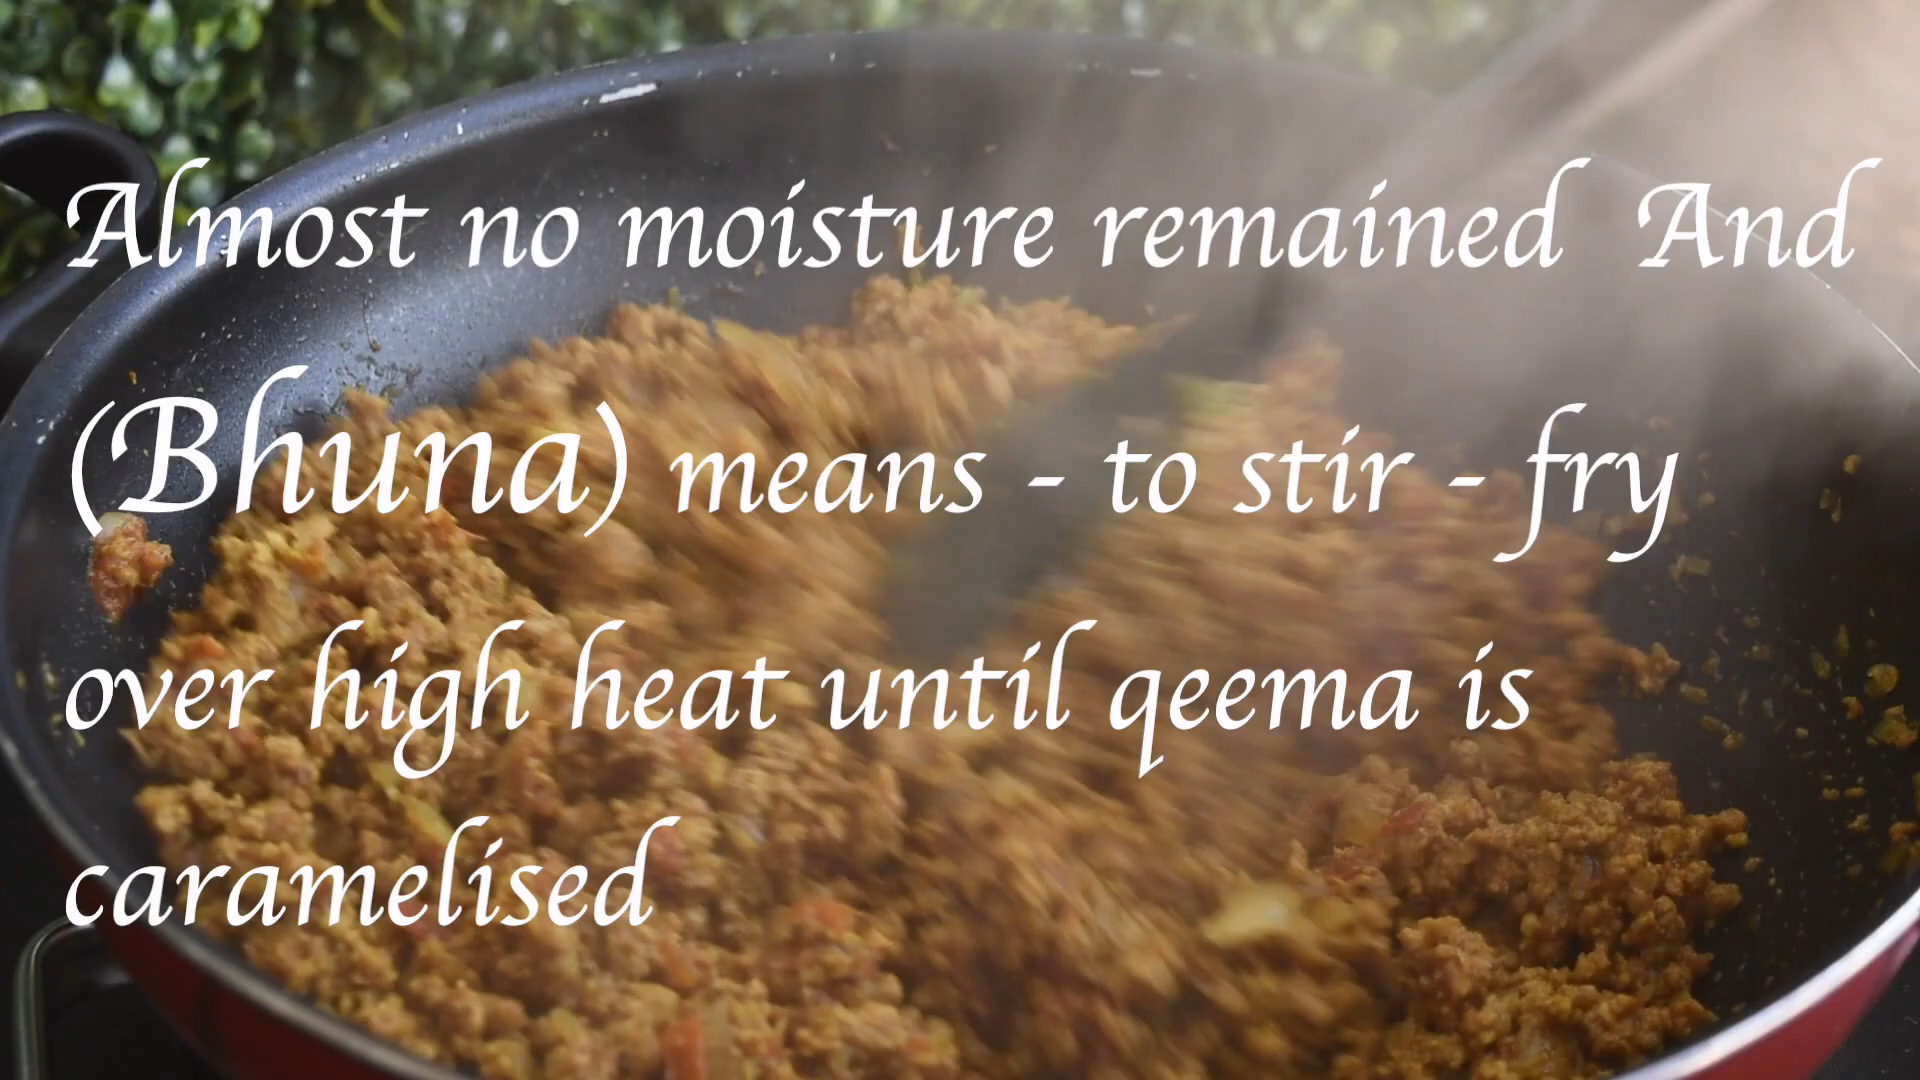 Almost no moisture remained And
(Bhuna) means - to stir - fry
over high heat until qeema is
caramelised